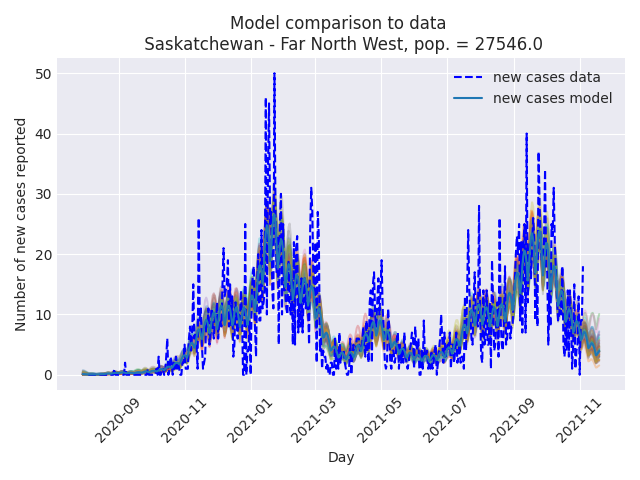 Model comparison to data
Saskatchewan - Far North West, pop. = 27546.0
new cases data
new cases model
Number of new cases reported
50
40
30
20
10
0
2020-09
2020-11
2021-01
2021-03
2021-05
2021-07
2021-09
2021-11
Day